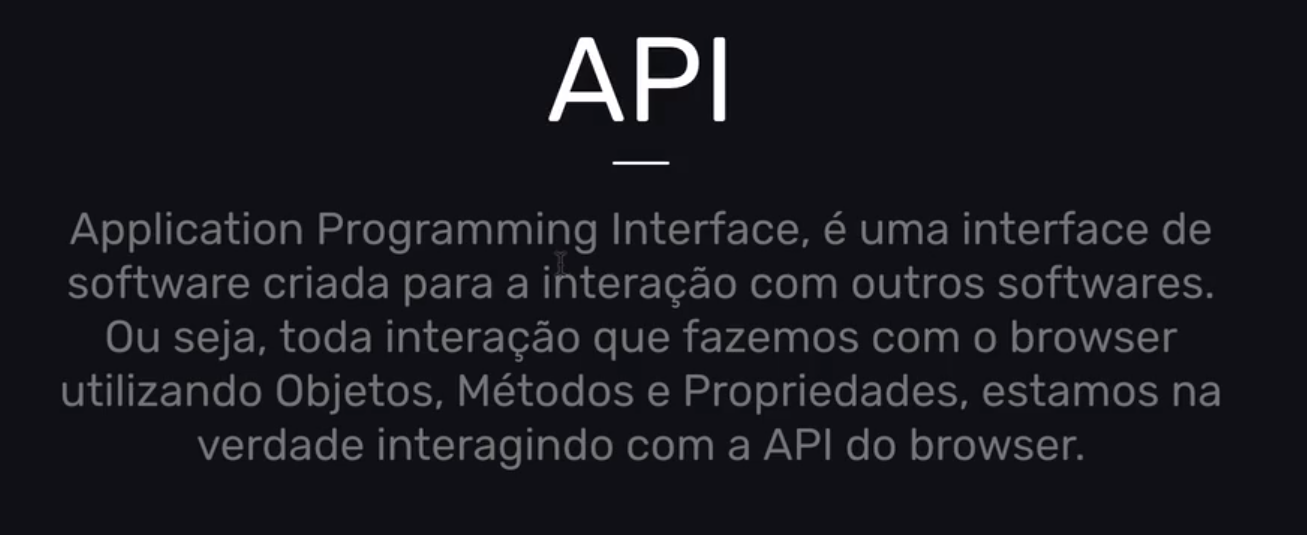 API
Application Programming Interface, é uma interface de
software criada para a interação com outros softwares.
Ou seja, toda interação que fazemos com o browser
utilizando Objetos, Métodos e Propriedades, estamos na
verdade interagindo com a API do browser.